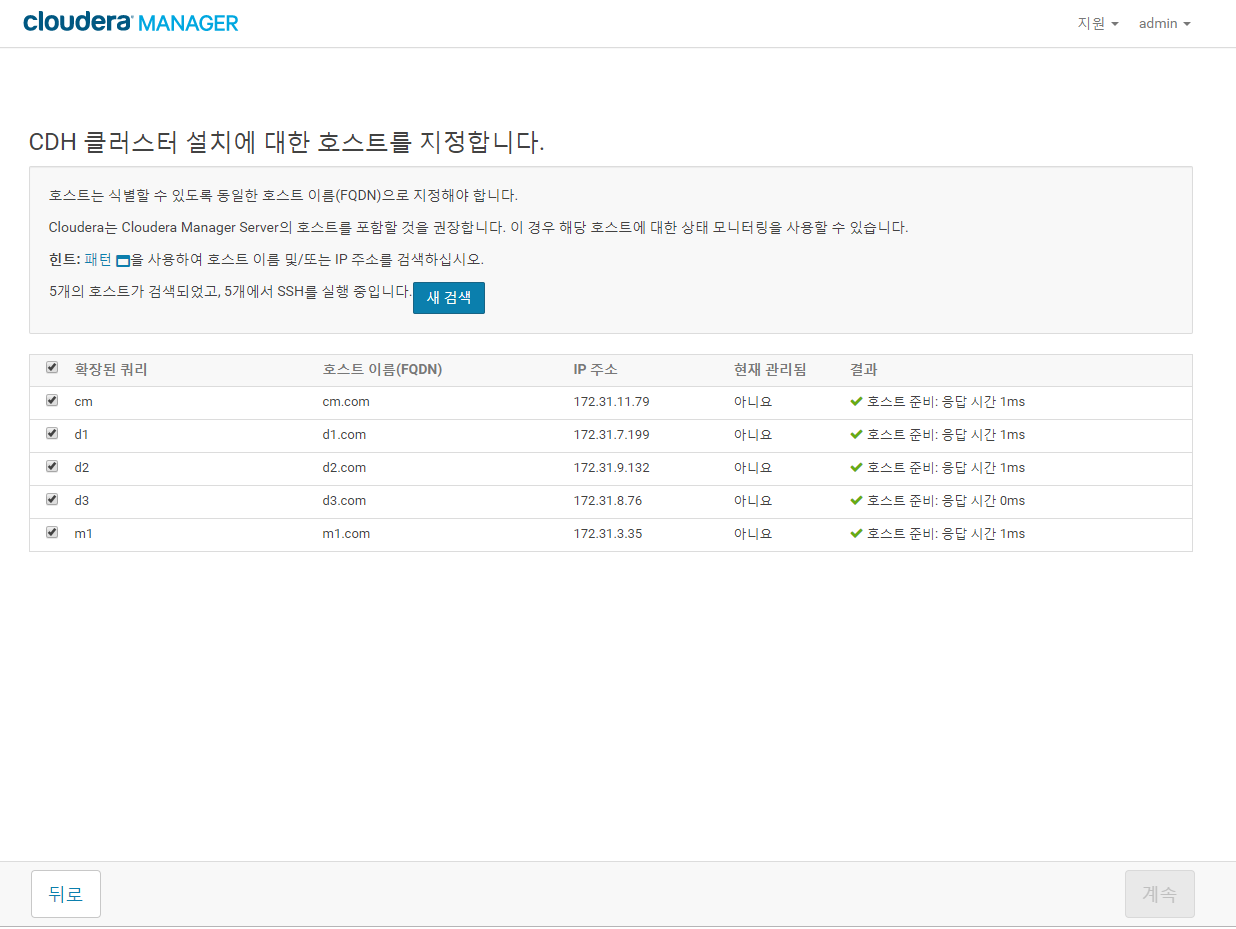 cloudera MANAGER 지원 admin
CDH 클러스터 설치에 대한 호스트를 지정합니다.
호스트는 식별할 수 있도록 동일한 호스트 이름(FQDN)으로 지정해야 합니다.
Cloudera는 Cloudera Manager Server의 호스트를 포함할 것을 권장합니다. 이 경우 해당 호스트에 대한 상태 모니터링을 사용할 수 있습니다.
힌트: 패턴 을 사용하여 호스트 이름 및/또는 IP 주소를 검색하십시오.
5개의 호스트가 검색되었고, 5개에서 SSH를 실행 중입니다. 새 검색
확장된 쿼리 호스트 이름(FQDN) IP 주소 현재 관리됨 결과
cm cm.com 172.31.11.79 아니요 호스트 준비: 응답 시간 1ms
d1 d1.com 172.31.7.199 아니요 호스트 준비: 응답 시간 1ms
d2 d2.com 172.31.9.132 아니요 호스트 준비: 응답 시간 1ms
d3 d3.com 172.31.8.76 아니요 호스트 준비: 응답 시간 0ms
m1 m1.com 172.31.3.35 아니요 호스트 준비: 응답 시간 1ms
뒤로 계속